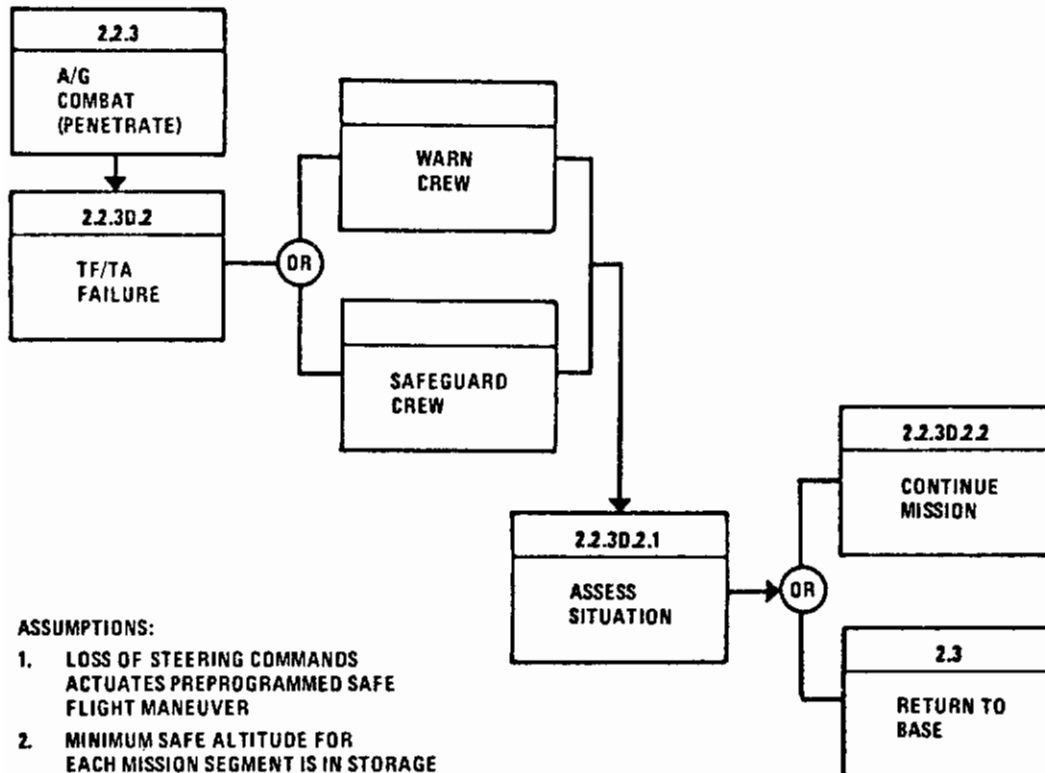 2.2.3
A/G
COMBAT
(PENETRATE)
2.2.3D.2
TF/TA
FAILURE
OR
WARN
CREW
SAFEGUARD
CREW
2.2.3D.2.1
ASSESS
SITUATION
OR
2.2.3D.2.2
CONTINUE
MISSION
2.3
RETURN TO
BASE
ASSUMPTIONS:
1. LOSS OF STEERING COMMANDS
ACTUATES PREPROGRAMMED SAFE
FLIGHT MANEUVER
2. MINIMUM SAFE ALTITUDE FOR
EACH MISSION SEGMENT IS IN STORAGE